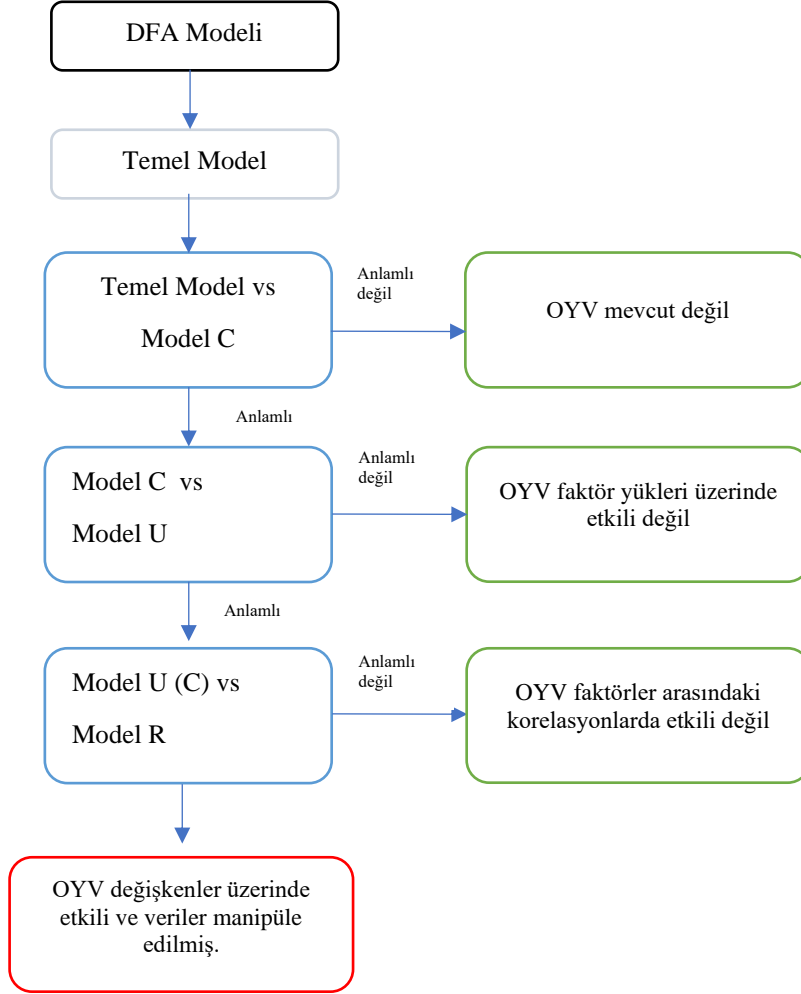 DFA Modeli
Temel Model
Temel Model vs
Model C
Anlamlı
değil
OYV mevcut değil
Anlamlı
Model C vs
Model U
Anlamlı
değil
OYV faktör yükleri üzerinde
etkili değil
Anlamlı
Model U (C) vs
Model R
Anlamlı
değil
OYV faktörler arasındaki
korelasyonlarda etkili değil
OYV değişkenler üzerinde
etkili ve veriler manipüle
edilmiş.